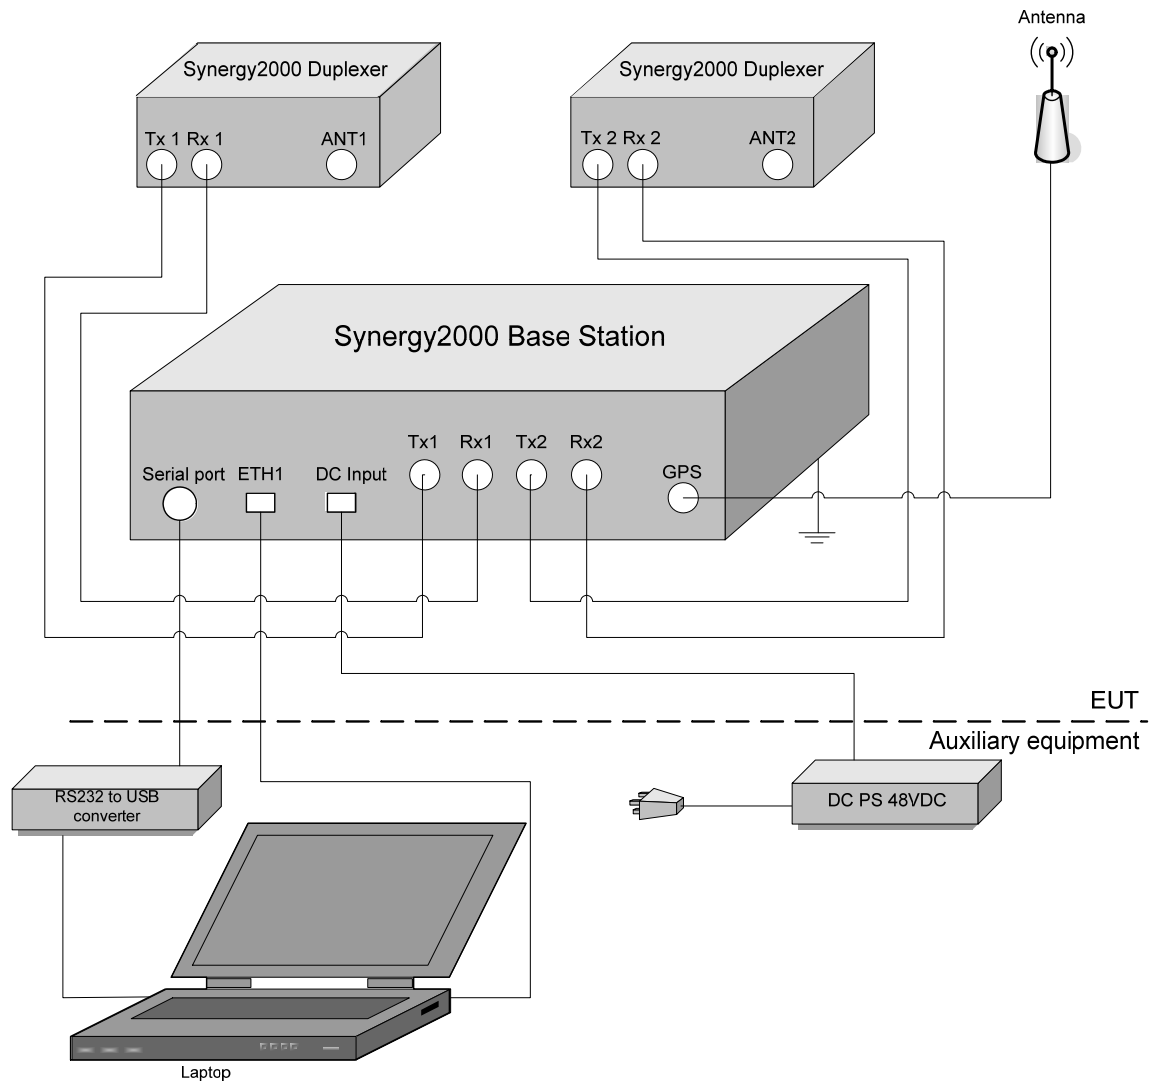 Antenna
Synergy2000 Duplexer
Synergy2000 Duplexer
Tx 1 Rx 1
ANT1
Tx 2 Rx 2
ANT2
Synergy2000 Base Station
Tx1
Rx1
Tx2
Rx2
Serial port
ETH1
DC Input
GPS
EUT
Auxiliary equipment
RS232 to USB
converter
DC PS 48VDC
Laptop